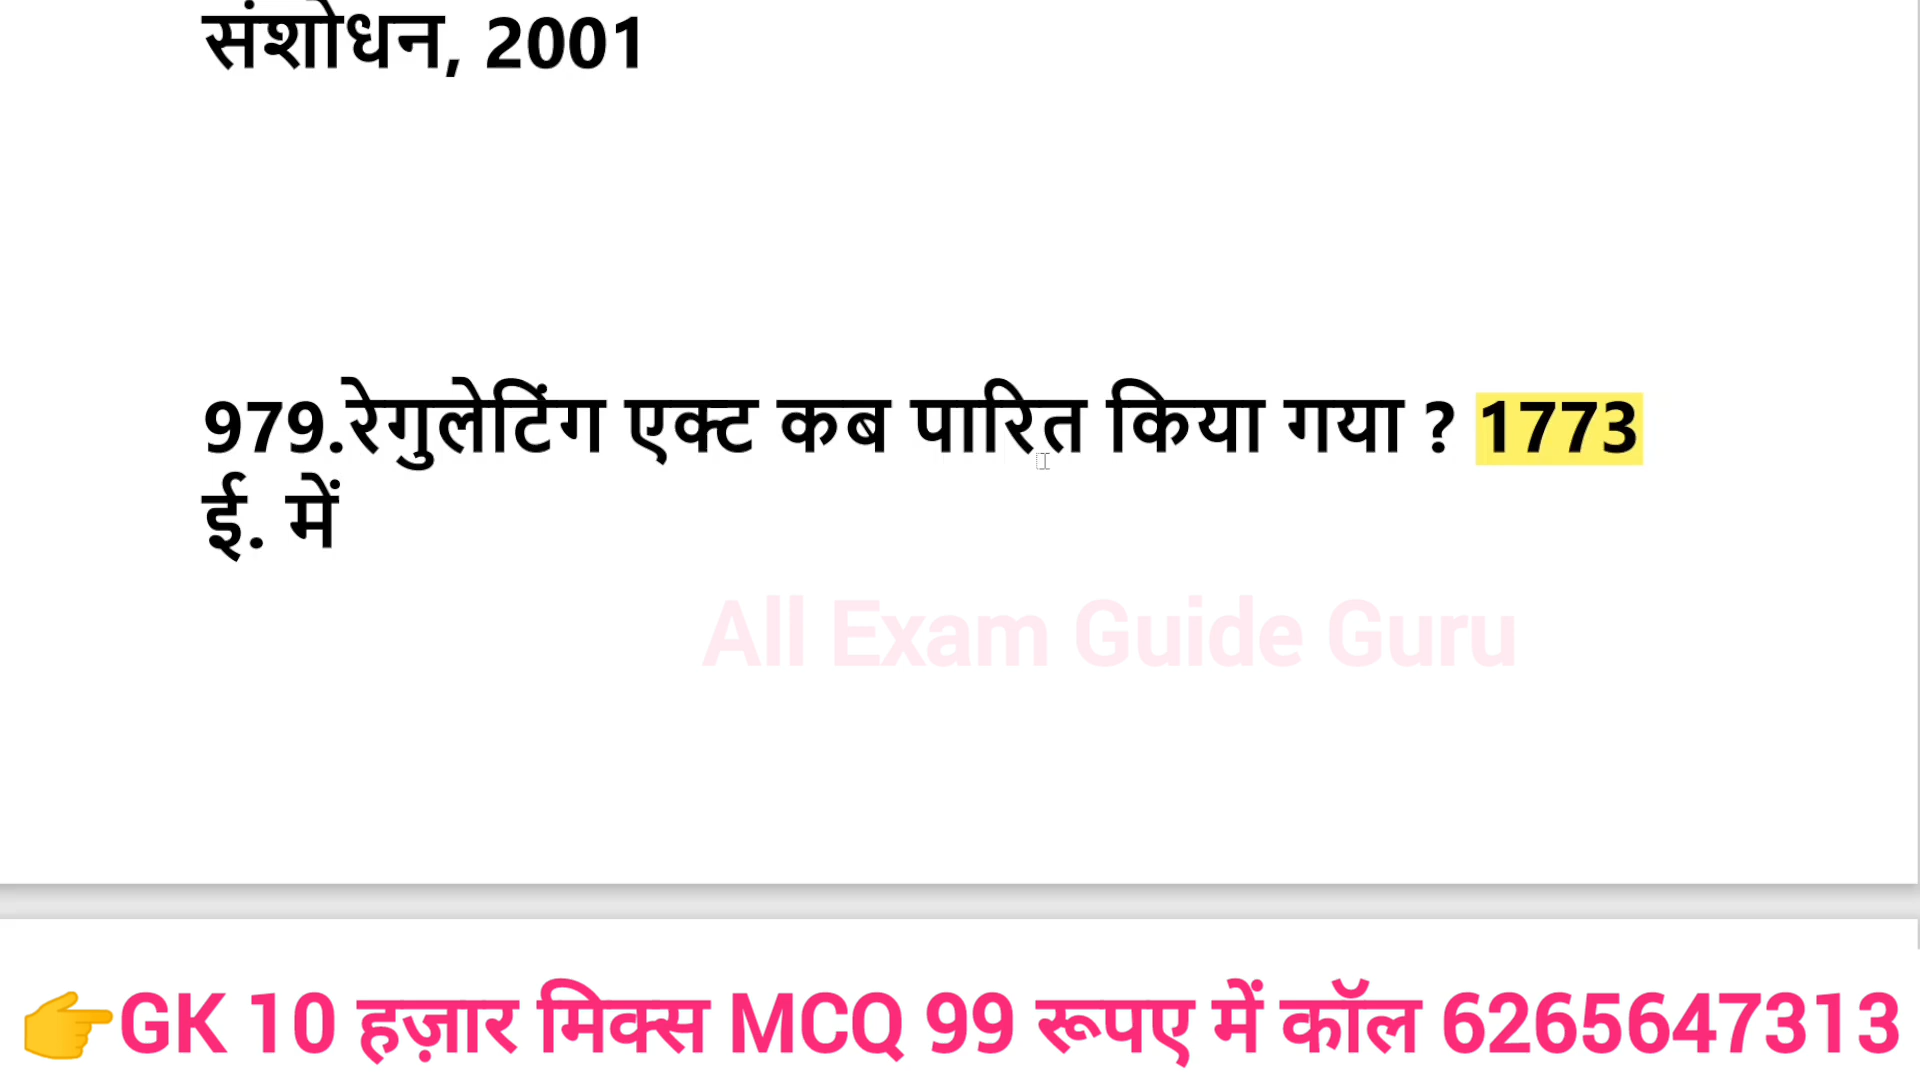 संशोधन, 2001
979.रेगुलेटिंग एक्ट कब पारित किया गया ? 1773
ई. में
All Exam Guide Guru
👉GK 10 हज़ार मिक्स MCQ 99 रूपए में कॉल 6265647313